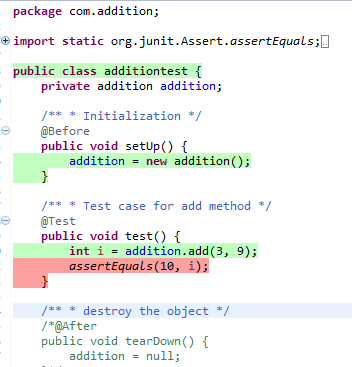 package com.addition;
import static org.junit.Assert.assertEquals;
public class additiontest {
private addition addition;
/** * Initialization */
@Before
public void setUp() {
addition = new addition();
}
/** * Test case for add method */
@Test
public void test() {
int i = addition.add(3, 9);
assertEquals(10, i);
}
/** * destroy the object */
/*@After
public void tearDown() {
addition = null;